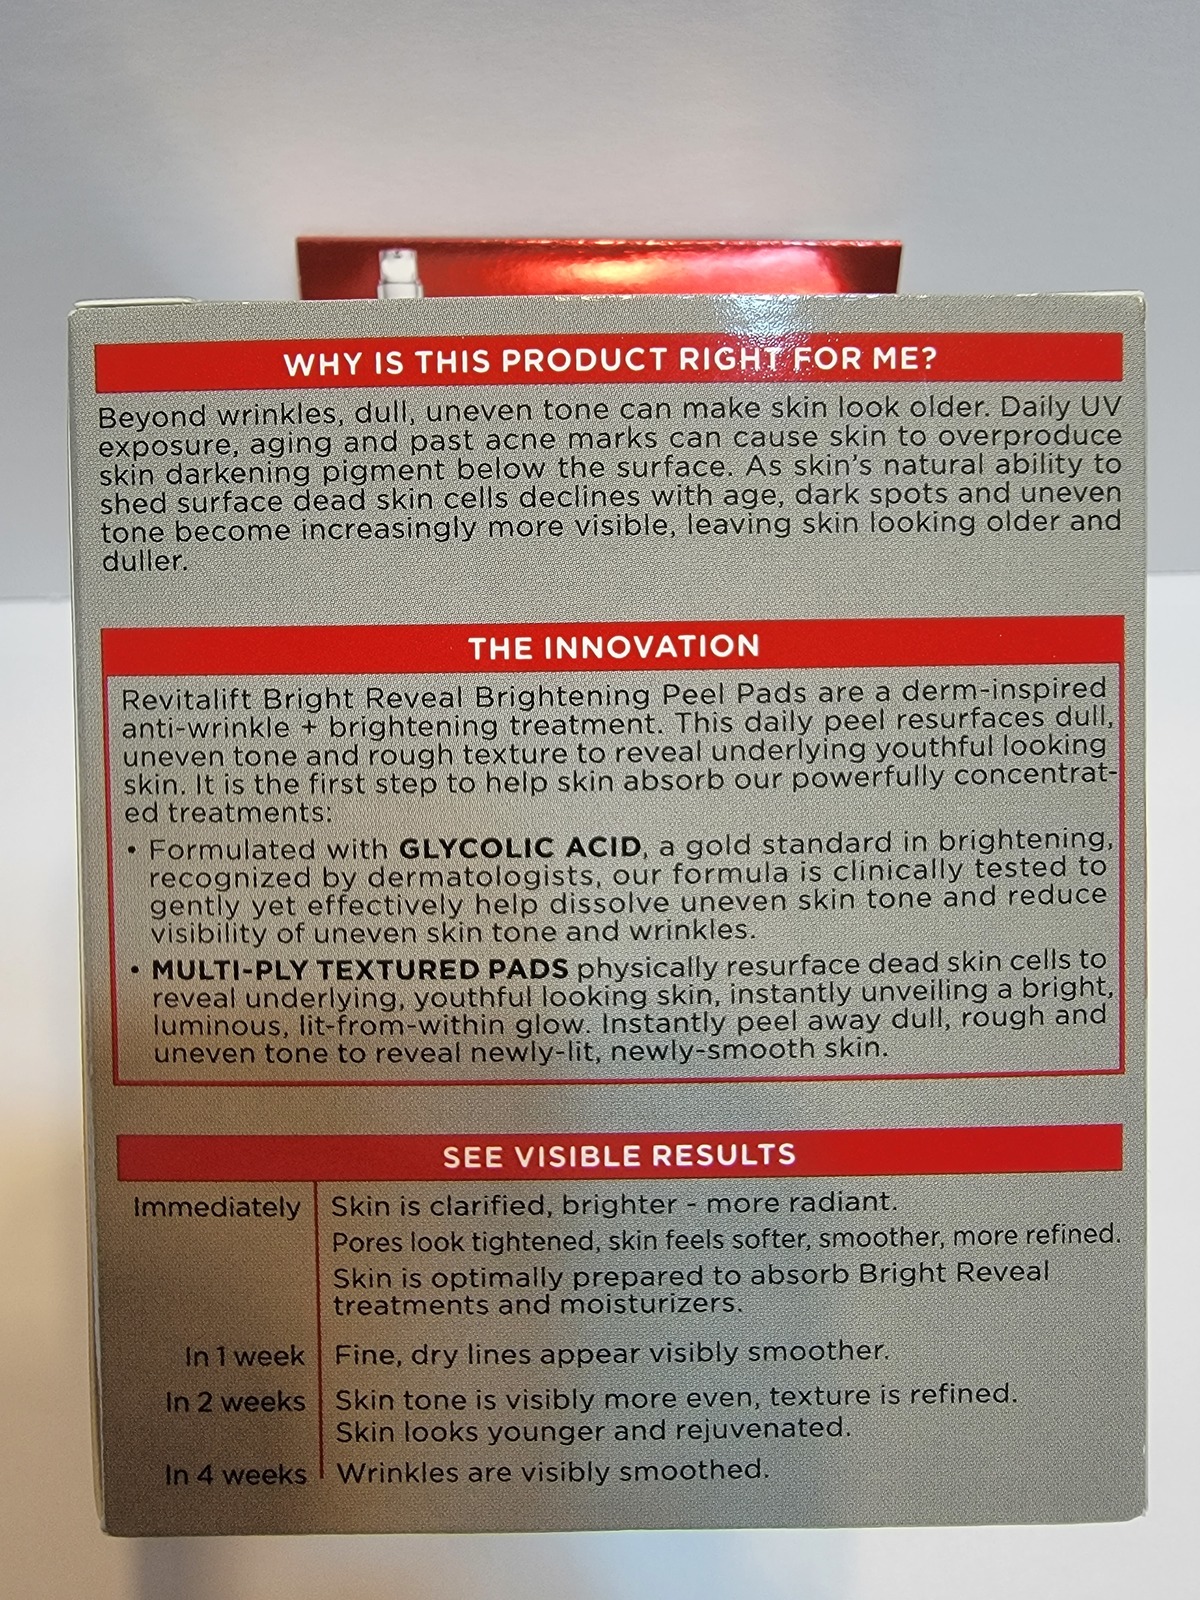 WHY IS THIS PRODUCT RIGHT FOR ME?
Beyond wrinkles, dull, uneven tone can make skin look older. Daily UV
exposure, aging and past acne marks can cause skin to overproduce
skin darkening pigment below the surface. As skin's natural ability to
shed surface dead skin cells declines with age, dark spots and uneven
tone become increasingly more visible, leaving skin looking older and
duller.
THE INNOVATION
Revitalift Bright Reveal Brightening Peel Pads are a derm-inspired
anti-wrinkle + brightening treatment. This daily peel resurfaces dull,
uneven tone and rough texture to reveal underlying youthful looking
skin. It is the first step to help skin absorb our powerfully concentrat-
ed treatments:
• Formulated with GLYCOLIC ACID, a gold standard in brightening,
recognized by dermatologists, our formula is clinically tested to
gently yet effectively help dissolve uneven skin tone and reduce
visibility of uneven skin tone and wrinkles.
• MULTI-PLY TEXTURED PADS physically resurface dead skin cells to
reveal underlying, youthful looking skin, instantly unveiling a bright,
luminous, lit-from-within glow. Instantly peel away dull, rough and
uneven tone to reveal newly-lit, newly-smooth skin.
SEE VISIBLE RESULTS
Immediately Skin is clarified, brighter - more radiant.
Pores look tightened, skin feels softer, smoother, more refined.
Skin is optimally prepared to absorb Bright Reveal
treatments and moisturizers.
In 1 week Fine, dry lines appear visibly smoother.
In 2 weeks Skin tone is visibly more even, texture is refined.
Skin looks younger and rejuvenated.
In 4 weeks Wrinkles are visibly smoothed.